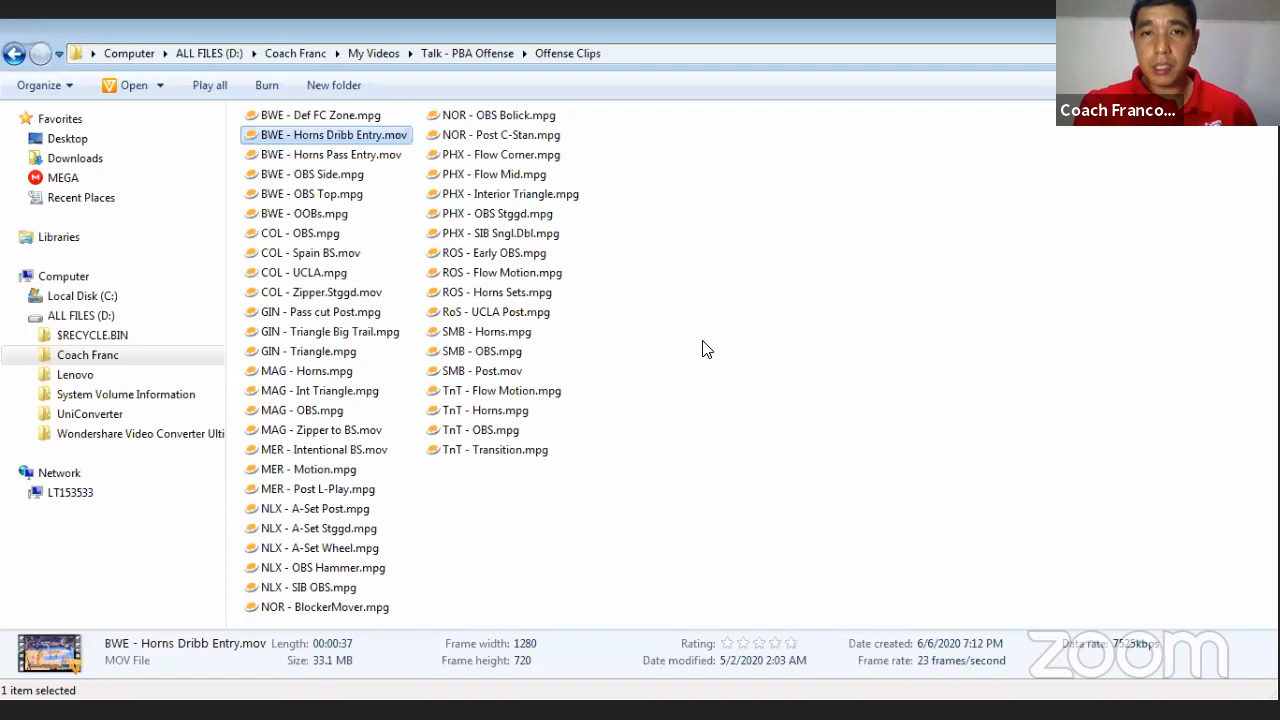 Computer ▸ ALL FILES (D:) ▸ Coach Franc ▸ My Videos ▸ Talk - PBA Offense ▸ Offense Clips
Organize Open Play all Burn New folder
Favorites
Desktop
Downloads
MEGA
Recent Places
Libraries
Computer
Local Disk (C:)
ALL FILES (D:)
$RECYCLE.BIN
Coach Franc
Lenovo
System Volume Information
UniConverter
Wondershare Video Converter Ulti
Network
LT153533
BWE - Def FC Zone.mpg
BWE - Horns Dribb Entry.mov
BWE - Horns Pass Entry.mov
BWE - OBS Side.mpg
BWE - OBS Top.mpg
BWE - OOBs.mpg
COL - OBS.mpg
COL - Spain BS.mov
COL - UCLA.mpg
COL - Zipper.Stggd.mov
GIN - Pass cut Post.mpg
GIN - Triangle Big Trail.mpg
GIN - Triangle.mpg
MAG - Horns.mpg
MAG - Int Triangle.mpg
MAG - OBS.mpg
MAG - Zipper to BS.mov
MER - Intentional BS.mov
MER - Motion.mpg
MER - Post L-Play.mpg
NLX - A-Set Post.mpg
NLX - A-Set Stggd.mpg
NLX - A-Set Wheel.mpg
NLX - OBS Hammer.mpg
NLX - SIB OBS.mpg
NOR - BlockerMover.mpg
NOR - OBS Bolick.mpg
NOR - Post C-Stan.mpg
PHX - Flow Corner.mpg
PHX - Flow Mid.mpg
PHX - Interior Triangle.mpg
PHX - OBS Stggd.mpg
PHX - SIB Sngl.Dbl.mpg
ROS - Early OBS.mpg
ROS - Flow Motion.mpg
ROS - Horns Sets.mpg
RoS - UCLA Post.mpg
SMB - Horns.mpg
SMB - OBS.mpg
SMB - Post.mov
TnT - Flow Motion.mpg
TnT - Horns.mpg
TnT - OBS.mpg
TnT - Transition.mpg
Coach Franco...
BWE - Horns Dribb Entry.mov Length: 00:00:37 Frame width: 1280 Rating: Date created: 6/6/2020 7:12 PM Data rate: 7525kbps
MOV File Size: 33.1 MB Frame height: 720 Date modified: 5/2/2020 2:03 AM Frame rate: 23 frames/second
zoom
1 item selected